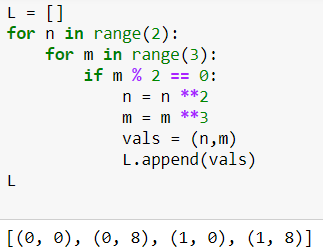 L = []
for n in range(2):
    for m in range(3):
        if m % 2 == 0:
            n = n **2
            m = m **3
            vals = (n,m)
            L.append(vals)
L
[(0, 0), (0, 8), (1, 0), (1, 8)]